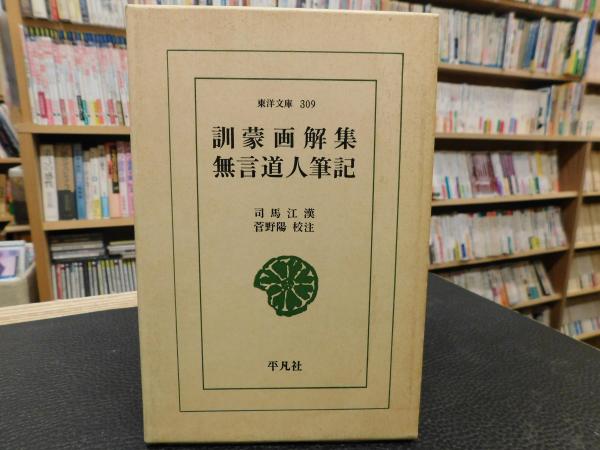 東洋文庫 309
訓蒙画解集
無言道人筆記
司馬江漢
菅野陽 校注
平凡社